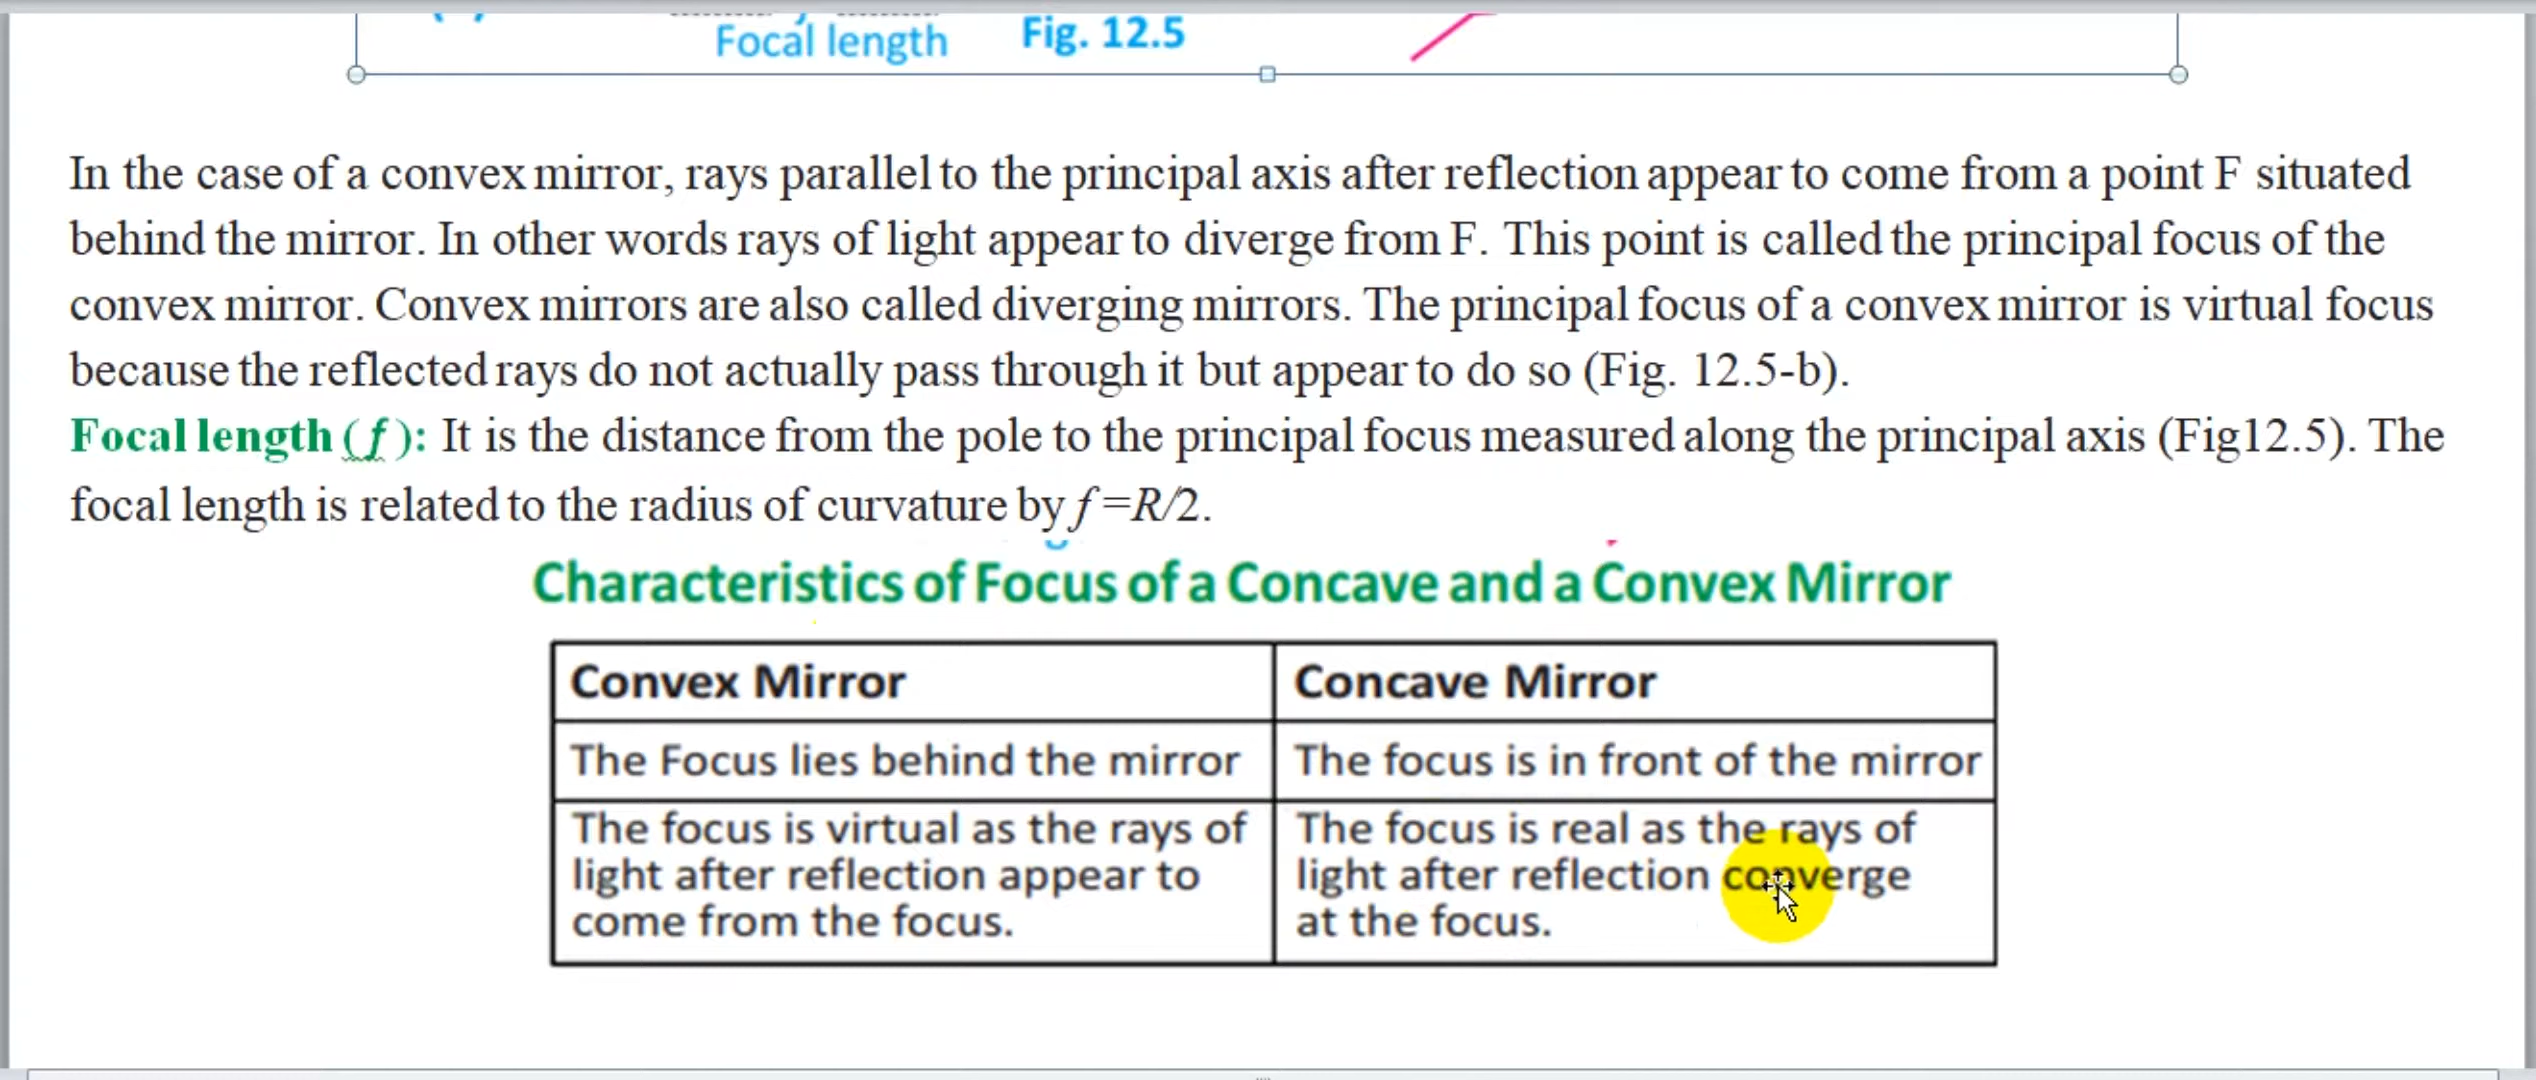 Focal length Fig. 12.5
In the case of a convex mirror, rays parallel to the principal axis after reflection appear to come from a point F situated
behind the mirror. In other words rays of light appear to diverge from F. This point is called the principal focus of the
convex mirror. Convex mirrors are also called diverging mirrors. The principal focus of a convex mirror is virtual focus
because the reflected rays do not actually pass through it but appear to do so (Fig. 12.5-b).
Focal length (f): It is the distance from the pole to the principal focus measured along the principal axis (Fig12.5). The
focal length is related to the radius of curvature by f =R/2.
Characteristics of Focus of a Concave and a Convex Mirror
Convex Mirror
Concave Mirror
The Focus lies behind the mirror
The focus is in front of the mirror
The focus is virtual as the rays of
light after reflection appear to
come from the focus.
The focus is real as the rays of
light after reflection converge
at the focus.